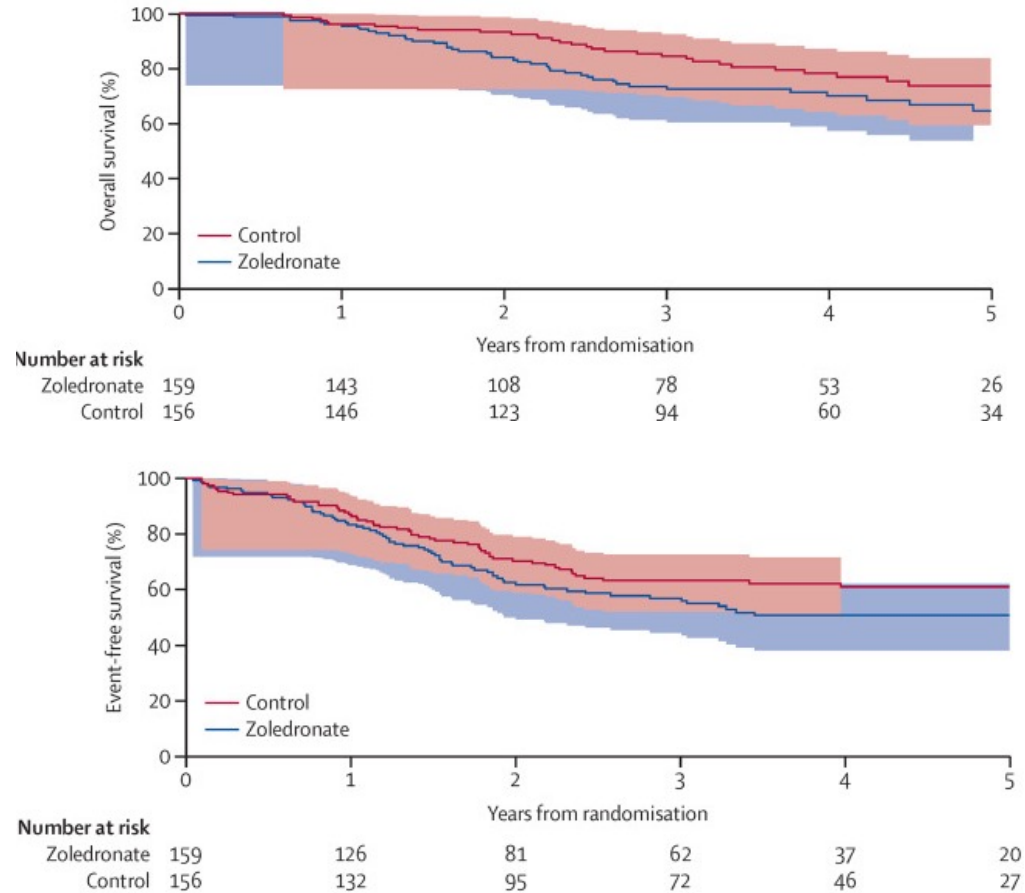 100
80
60
40
20
0
Overall survival (%)
Control
Zoledronate
0 1 2 3 4 5
Years from randomisation
Number at risk
Zoledronate 159 143 108 78 53 26
Control 156 146 123 94 60 34
100
80
60
40
20
0
Event-free survival (%)
Control
Zoledronate
0 1 2 3 4 5
Years from randomisation
Number at risk
Zoledronate 159 126 81 62 37 20
Control 156 132 95 72 46 27